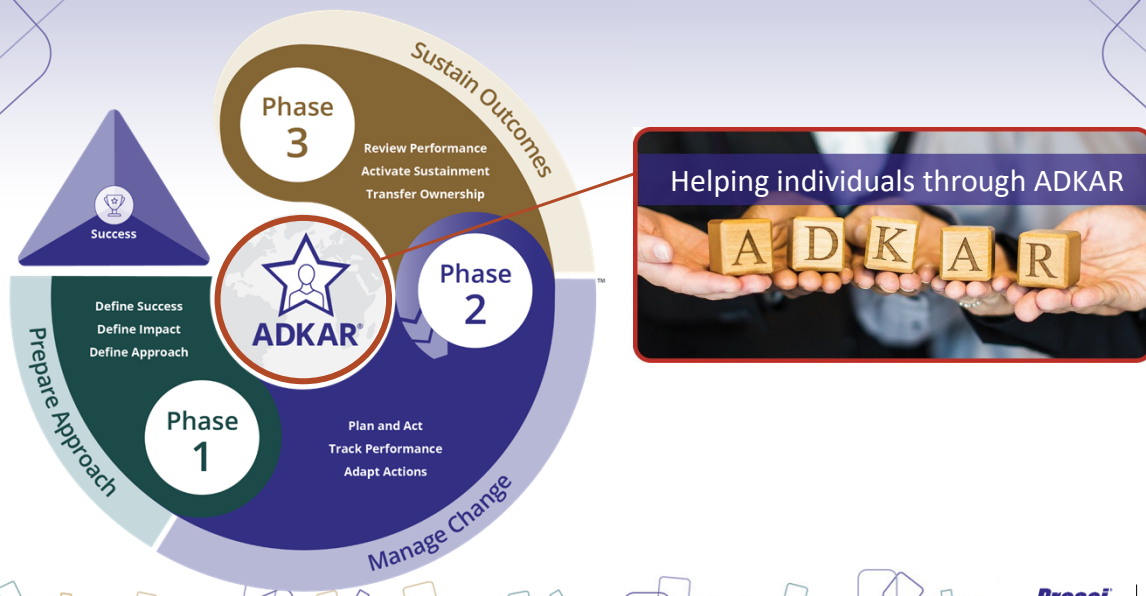 Sustain Outcomes
Phase
3
Review Performance
Activate Sustainment
Transfer Ownership
Helping individuals through ADKAR
A D K A R
Success
ADKAR®
Phase
2
™
Define Success
Define Impact
Define Approach
Prepare Approach
Phase
1
Plan and Act
Track Performance
Adapt Actions
Manage Change